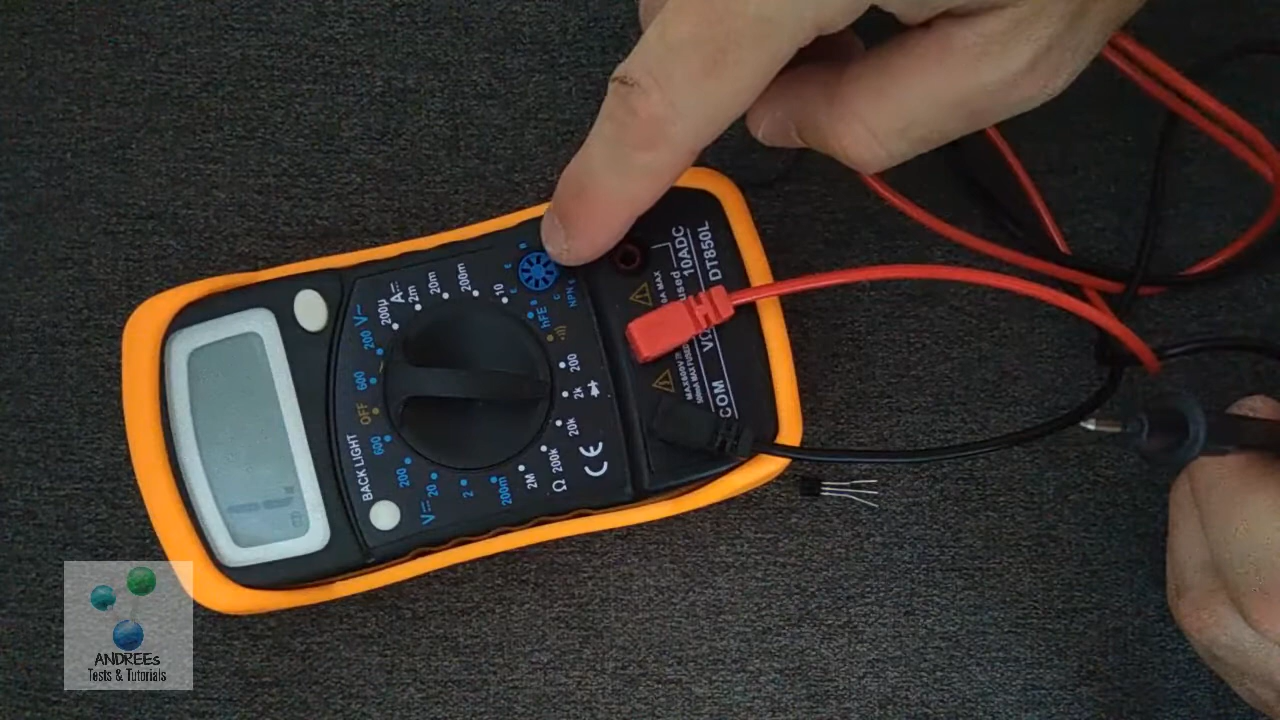 DT850L
10ADC
COM
BACK LIGHT
OFF
600
200
V~
200µ
A⎓
2m
20m
200m
10
hFE
NPN
200
2k
20k
200k
2M
Ω
CE
200m
2
20
V⎓
200
600
ANDREEs
Tests & Tutorials